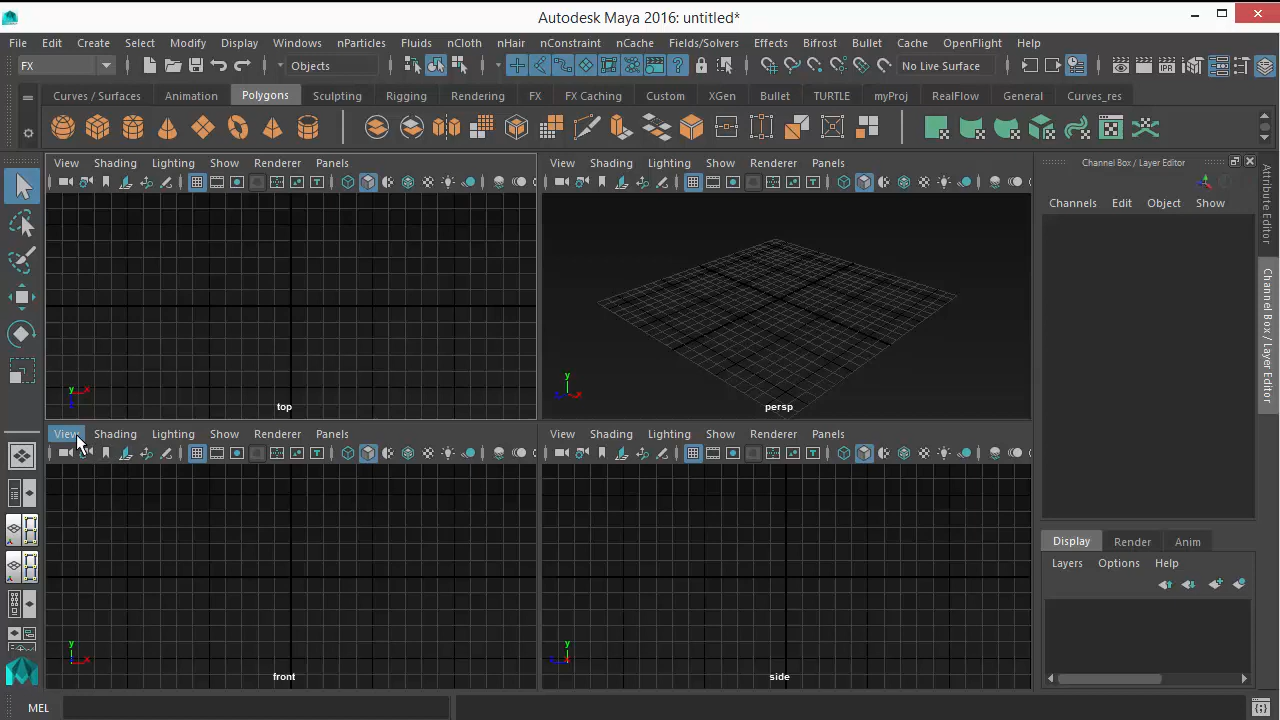 Autodesk Maya 2016: untitled*
File Edit Create Select Modify Display Windows nParticles Fluids nCloth nHair nConstraint nCache Fields/Solvers Effects Bifrost Bullet Cache OpenFlight Help
FX Objects No Live Surface IPR
Curves / Surfaces Animation Polygons Sculpting Rigging Rendering FX FX Caching Custom XGen Bullet TURTLE myProj RealFlow General Curves_res
View Shading Lighting Show Renderer Panels
View Shading Lighting Show Renderer Panels
Channel Box / Layer Editor
Channels Edit Object Show
Attribute Editor
Channel Box / Layer Editor
y x
top
y x
persp
View Shading Lighting Show Renderer Panels
View Shading Lighting Show Renderer Panels
y x
front
y
side
Display Render Anim
Layers Options Help
MEL